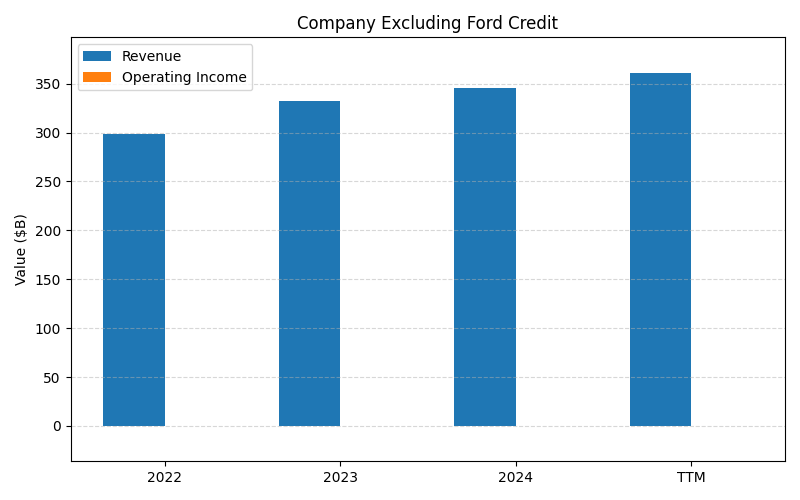 Company Excluding Ford Credit
Revenue
Operating Income
Value ($B)
350
300
250
200
150
100
50
0
2022
2023
2024
TTM